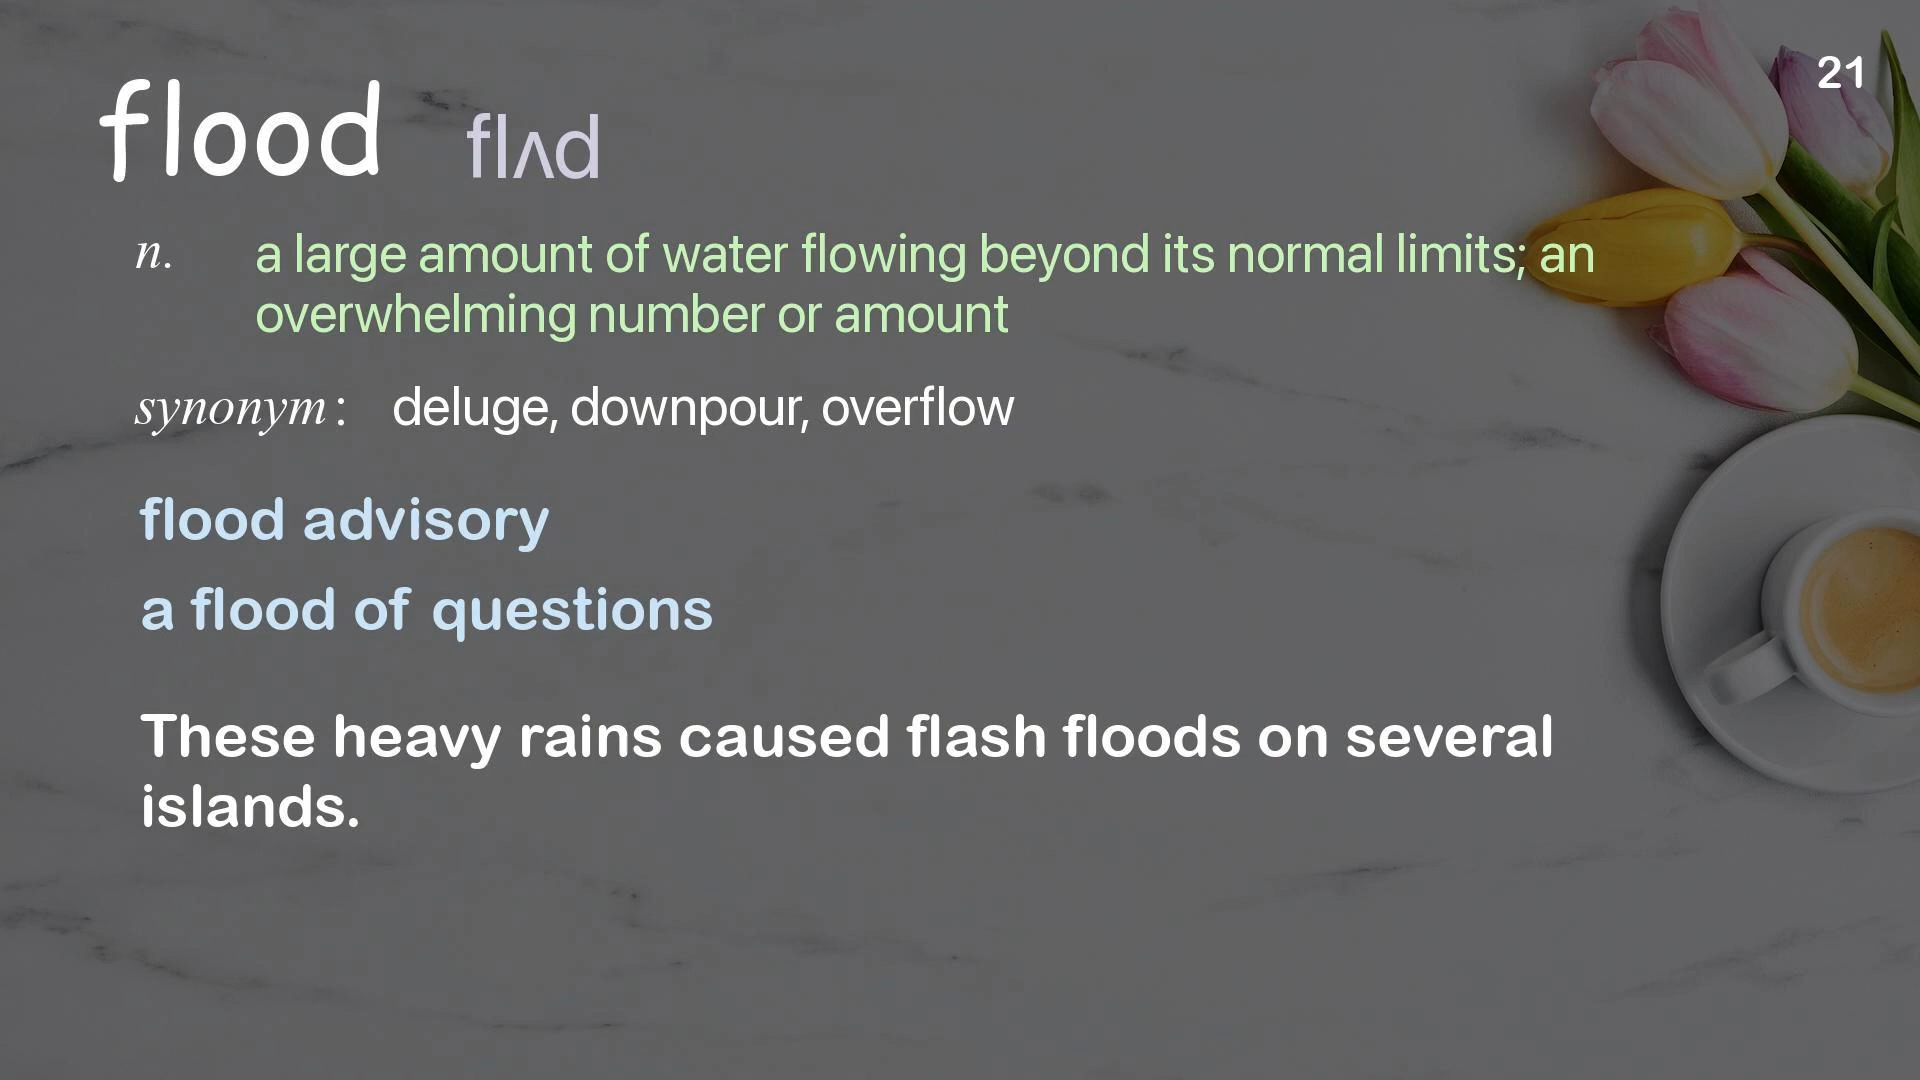 21
flood flʌd
n. a large amount of water flowing beyond its normal limits; an
overwhelming number or amount
synonym: deluge, downpour, overflow
flood advisory
a flood of questions
These heavy rains caused flash floods on several
islands.